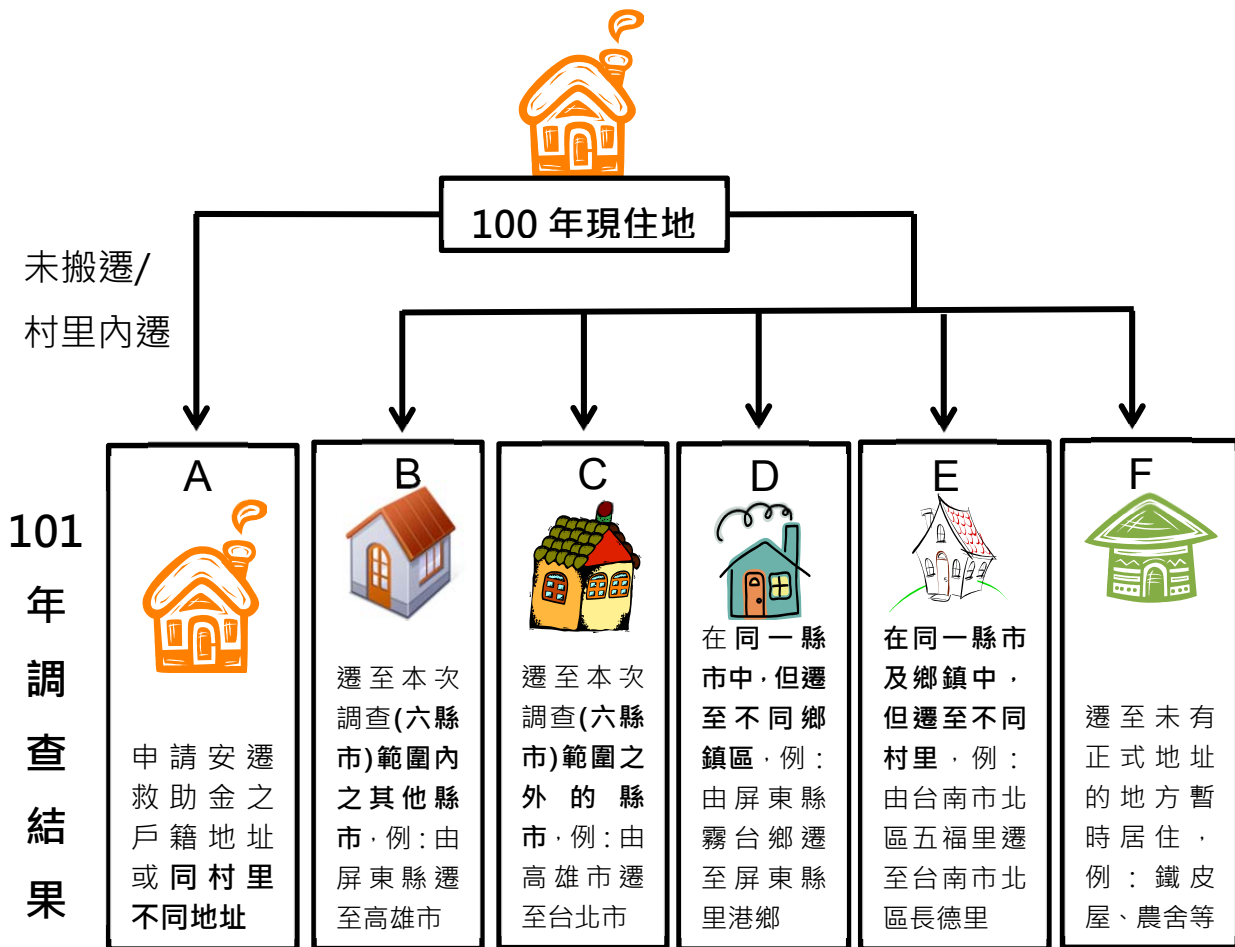 100 年現住地
未搬遷/
村里內遷
101
年
調
查
結
果
A
申請安遷
救助金之
戶籍地址
或同村里
不同地址
B
遷至本次
調查(六縣
市)範圍內
之其他縣
市，例：由
屏東縣遷
至高雄市
C
遷至本次
調查(六縣
市)範圍之
外的縣
市，例：由
高雄市遷
至台北市
D
在同一縣
市中，但遷
至不同鄉
鎮區，例：
由屏東縣
霧台鄉遷
至屏東縣
里港鄉
E
在同一縣市
及鄉鎮中，
但遷至不同
村里，例：
由台南市北
區五福里遷
至台南市北
區長德里
F
遷至未有
正式地址
的地方暫
時居住，
例：鐵皮
屋、農舍等